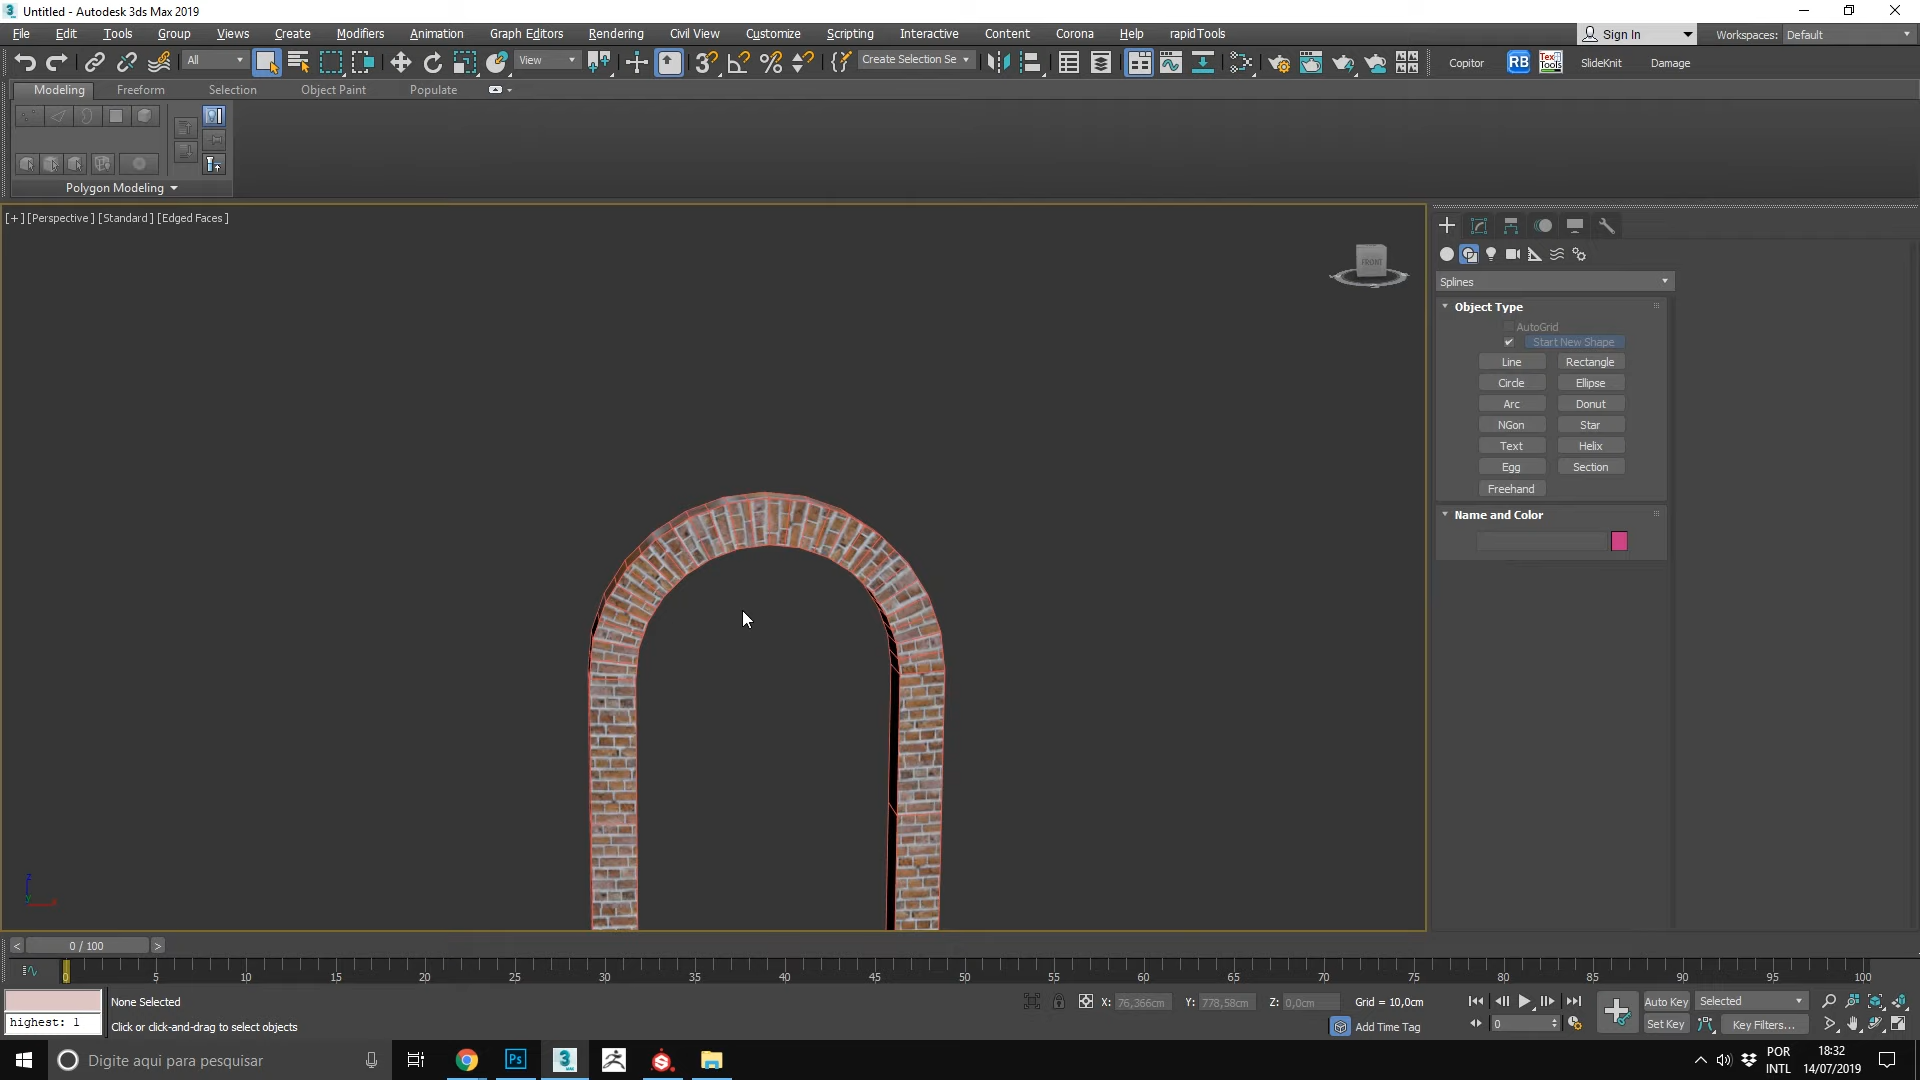 Untitled - Autodesk 3ds Max 2019
File Edit Tools Group Views Create Modifiers Animation Graph Editors Rendering Civil View Customize Scripting Interactive Content Corona Help rapidTools
Sign In Workspaces: Default
All View Create Selection Se Copitor RB TexTools SlideKnit Damage
Modeling Freeform Selection Object Paint Populate
Polygon Modeling
[+] [Perspective] [Standard] [Edged Faces]
FRONT
Splines
Object Type
AutoGrid
Start New Shape
Line Rectangle
Circle Ellipse
Arc Donut
NGon Star
Text Helix
Egg Section
Freehand
Name and Color
z
x
< 0 / 100 >
0 5 10 15 20 25 30 35 40 45 50 55 60 65 70 75 80 85 90 95 100
None Selected X: 76,366cm Y: 778,58cm Z: 0,0cm Grid = 10,0cm Auto Key Selected
highest: 1 Click or click-and-drag to select objects Add Time Tag 0 Set Key Key Filters...
Digite aqui para pesquisar Ps 3 MAX POR INTL 18:32 14/07/2019